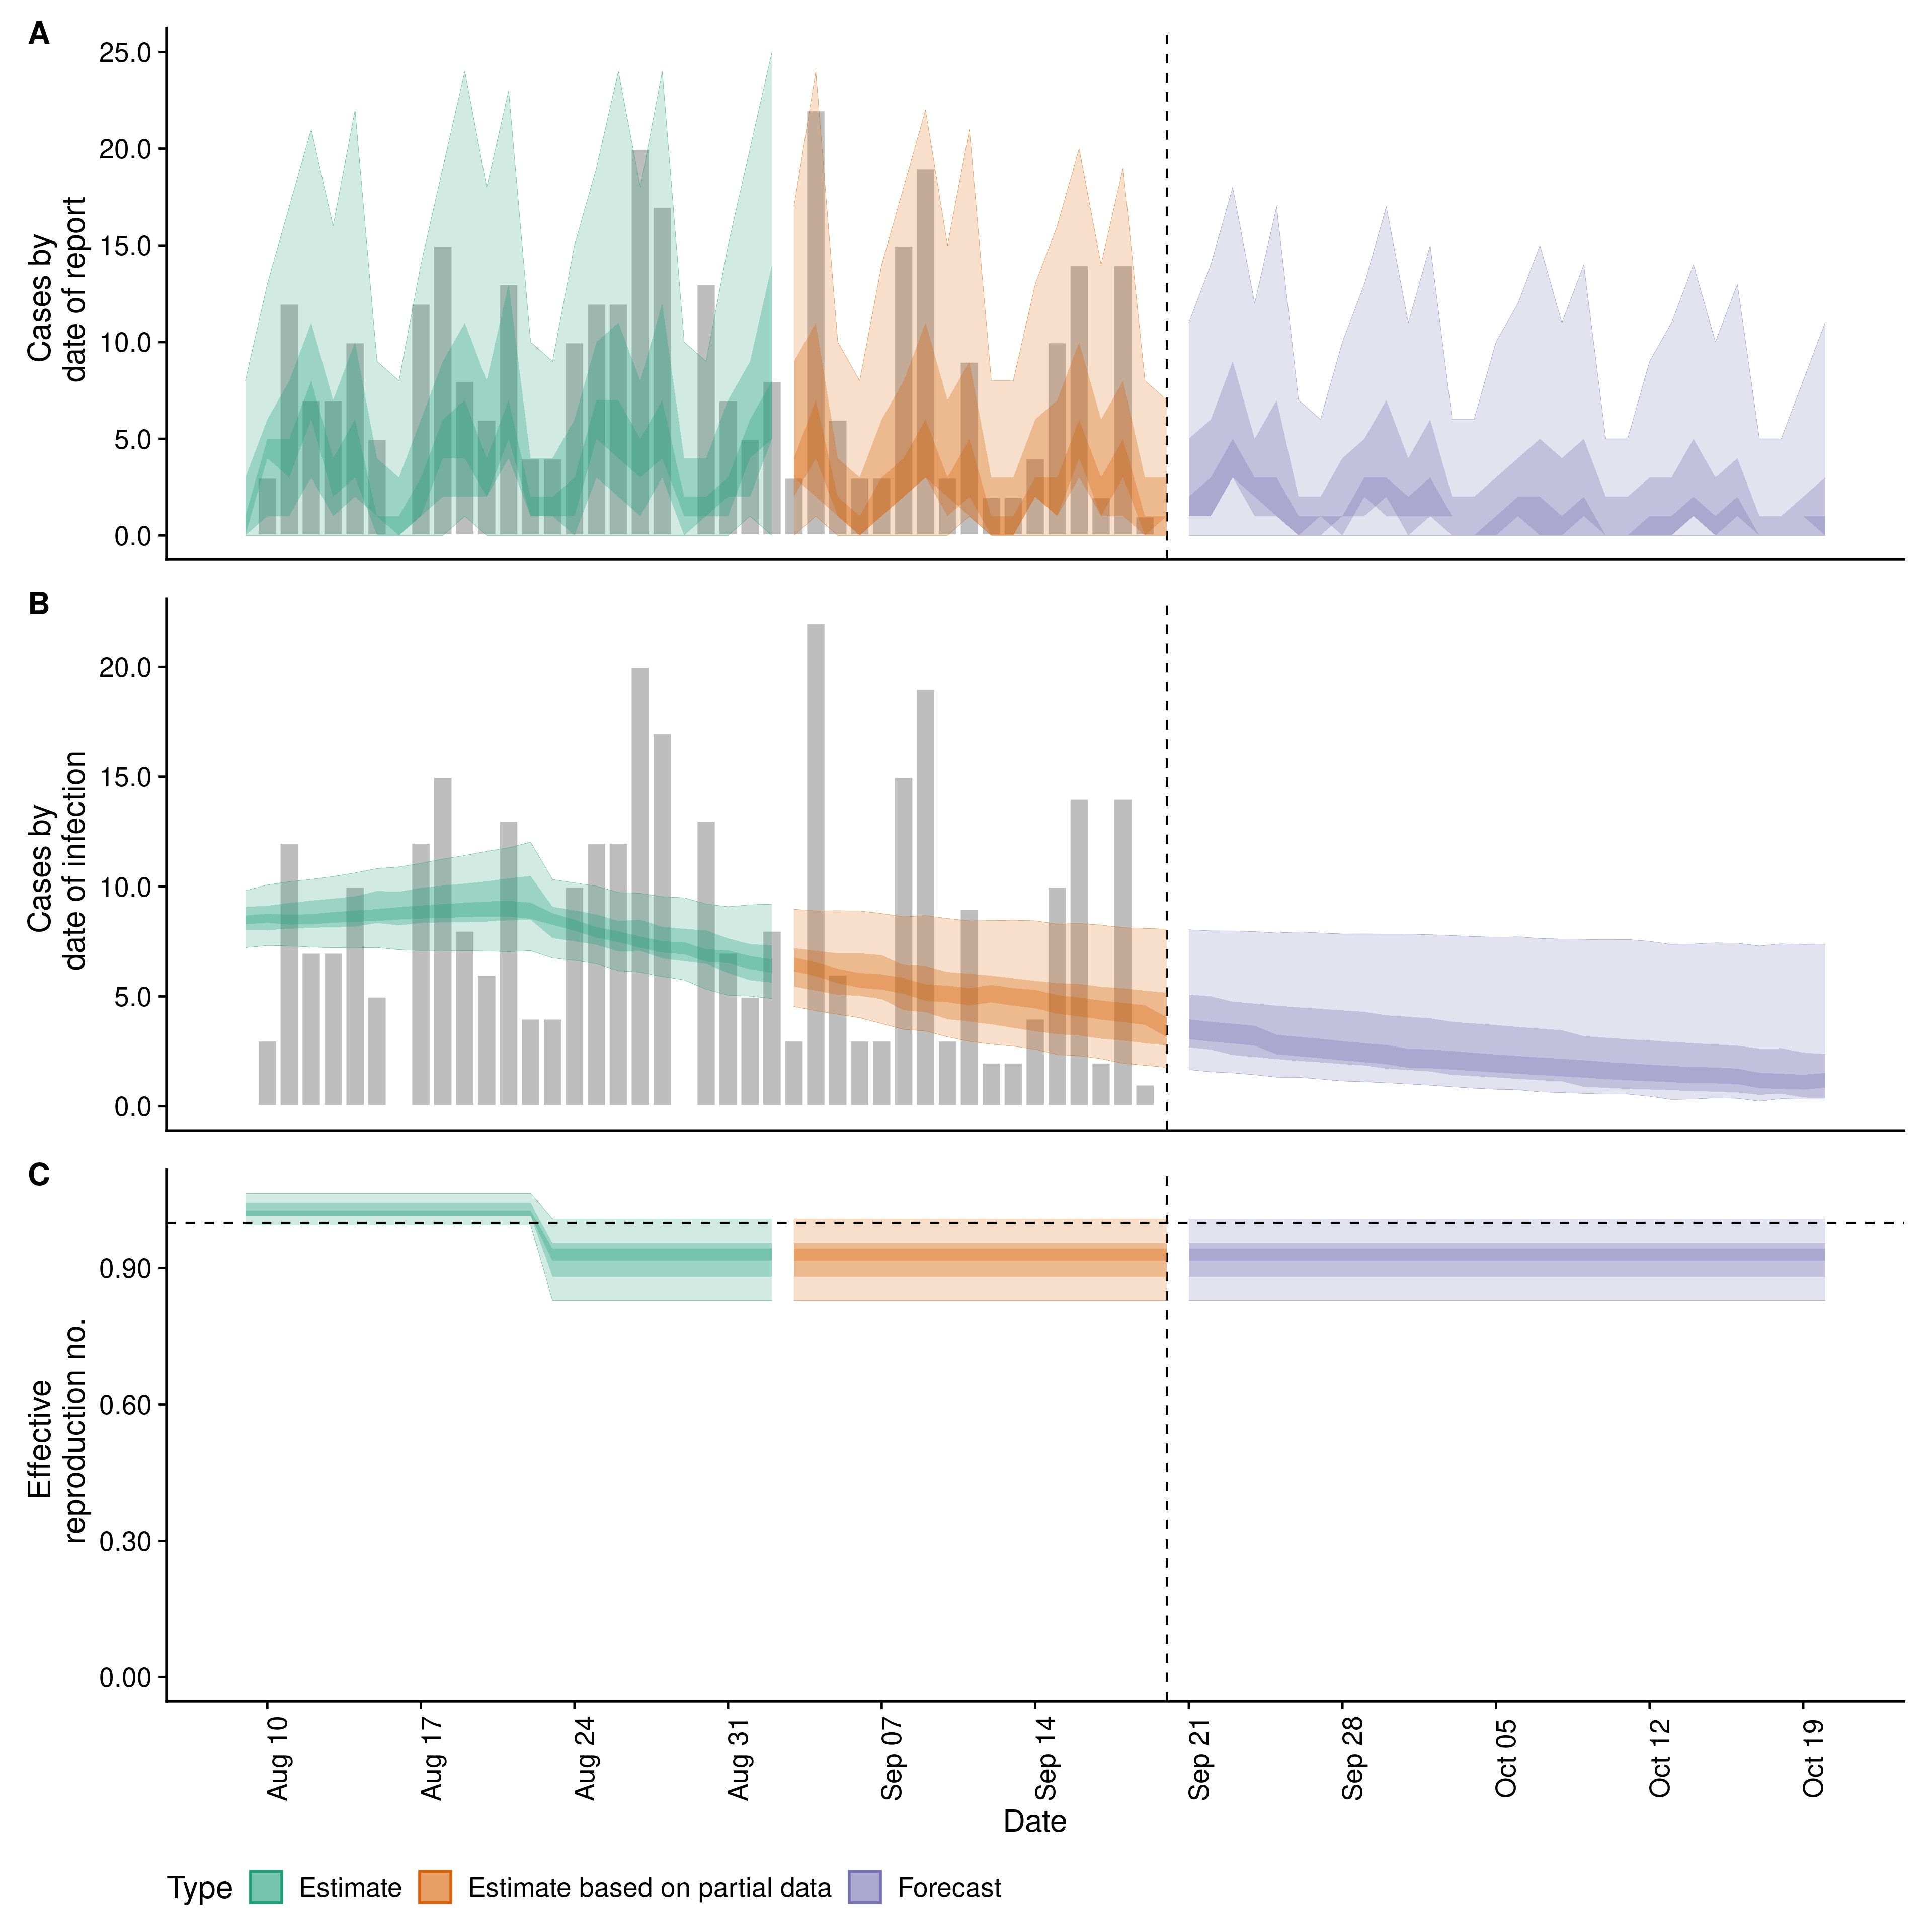 A
25.0
20.0
15.0
10.0
5.0
0.0
Cases by
date of report
B
20.0
15.0
10.0
5.0
0.0
Cases by
date of infection
C
0.90
0.60
0.30
0.00
Effective
reproduction no.
Aug 10
Aug 17
Aug 24
Aug 31
Sep 07
Sep 14
Sep 21
Sep 28
Oct 05
Oct 12
Oct 19
Date
Type Estimate Estimate based on partial data Forecast